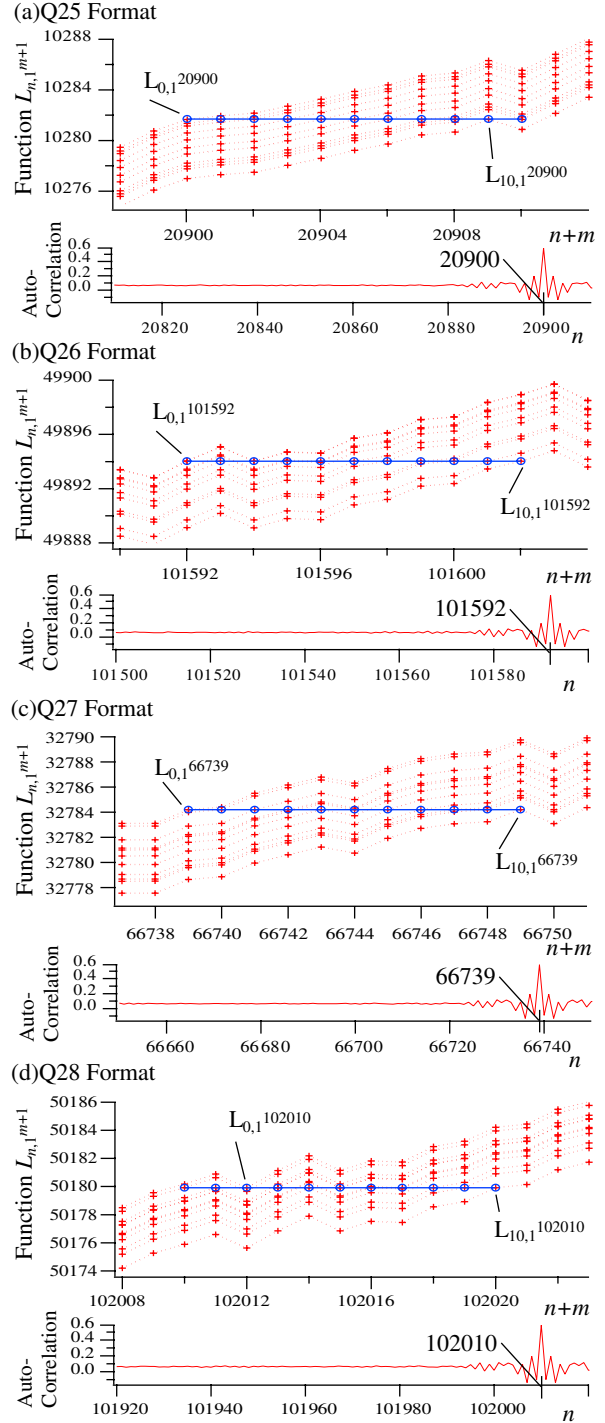 (a)Q25 Format
10288
10284
10280
10276
Function L_{n,1}^{m+1}
L_{0,1}^{20900}
L_{10,1}^{20900}
20900 20904 20908 n+m
Auto-
Correlation
0.6
0.4
0.2
0.0
20900
20820 20840 20860 20880 20900
n
(b)Q26 Format
49900
49896
49892
49888
Function L_{n,1}^{m+1}
L_{0,1}^{101592}
L_{10,1}^{101592}
101592 101596 101600 n+m
Auto-
Correlation
0.6
0.4
0.2
0.0
101592
101500 101520 101540 101560 101580
n
(c)Q27 Format
32790
32788
32786
32784
32782
32780
32778
Function L_{n,1}^{m+1}
L_{0,1}^{66739}
L_{10,1}^{66739}
66738 66740 66742 66744 66746 66748 66750
n+m
Auto-
Correlation
0.6
0.4
0.2
0.0
66739
66660 66680 66700 66720 66740
n
(d)Q28 Format
50186
50184
50180
50178
50176
50174
Function L_{n,1}^{m+1}
L_{0,1}^{102010}
L_{10,1}^{102010}
102008 102012 102016 102020
n+m
Auto-
Correlation
0.6
0.4
0.2
0.0
102010
101920 101940 101960 101980 102000
n